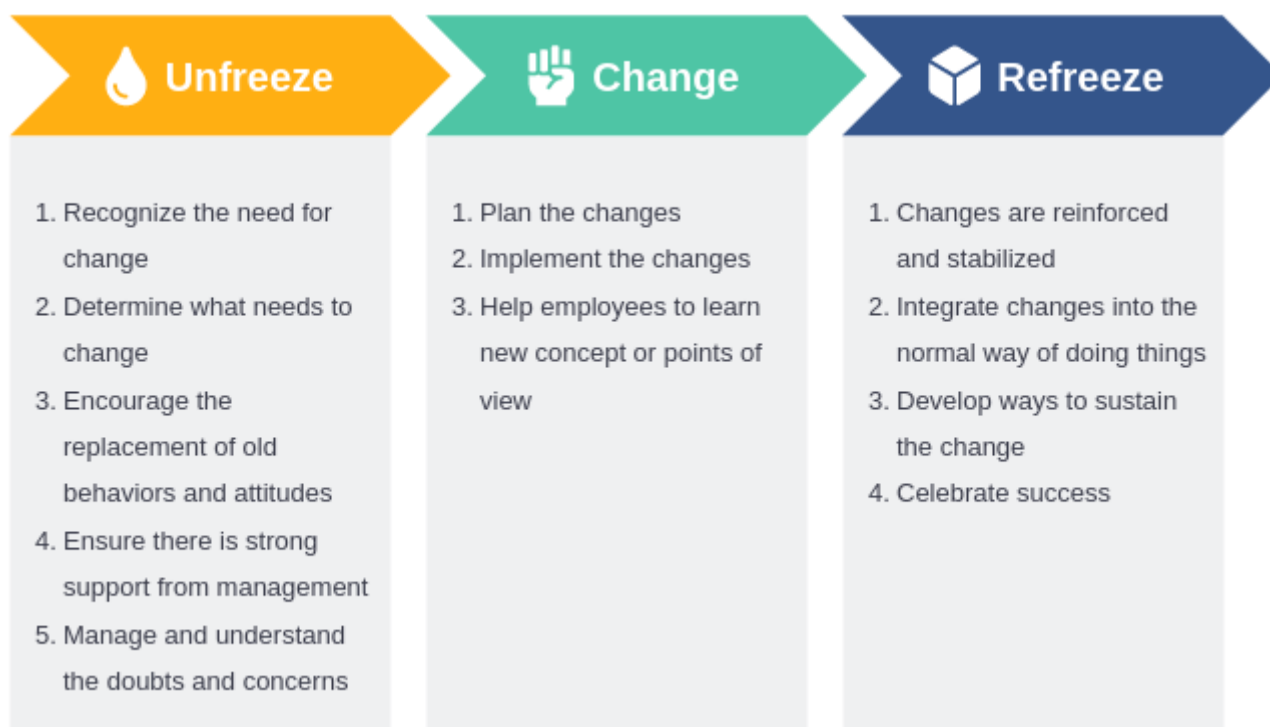 Unfreeze
1. Recognize the need for
change
2. Determine what needs to
change
3. Encourage the
replacement of old
behaviors and attitudes
4. Ensure there is strong
support from management
5. Manage and understand
the doubts and concerns
Change
1. Plan the changes
2. Implement the changes
3. Help employees to learn
new concept or points of
view
Refreeze
1. Changes are reinforced
and stabilized
2. Integrate changes into the
normal way of doing things
3. Develop ways to sustain
the change
4. Celebrate success